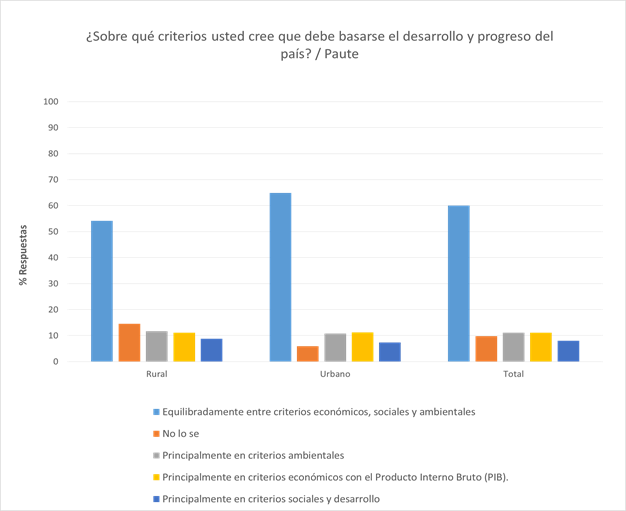 ¿Sobre qué criterios usted cree que debe basarse el desarrollo y progreso del
país? / Paute
% Respuestas
100
90
80
70
60
50
40
30
20
10
0
Rural
Urbano
Total
Equilibradamente entre criterios económicos, sociales y ambientales
No lo se
Principalmente en criterios ambientales
Principalmente en criterios económicos con el Producto Interno Bruto (PIB).
Principalmente en criterios sociales y desarrollo